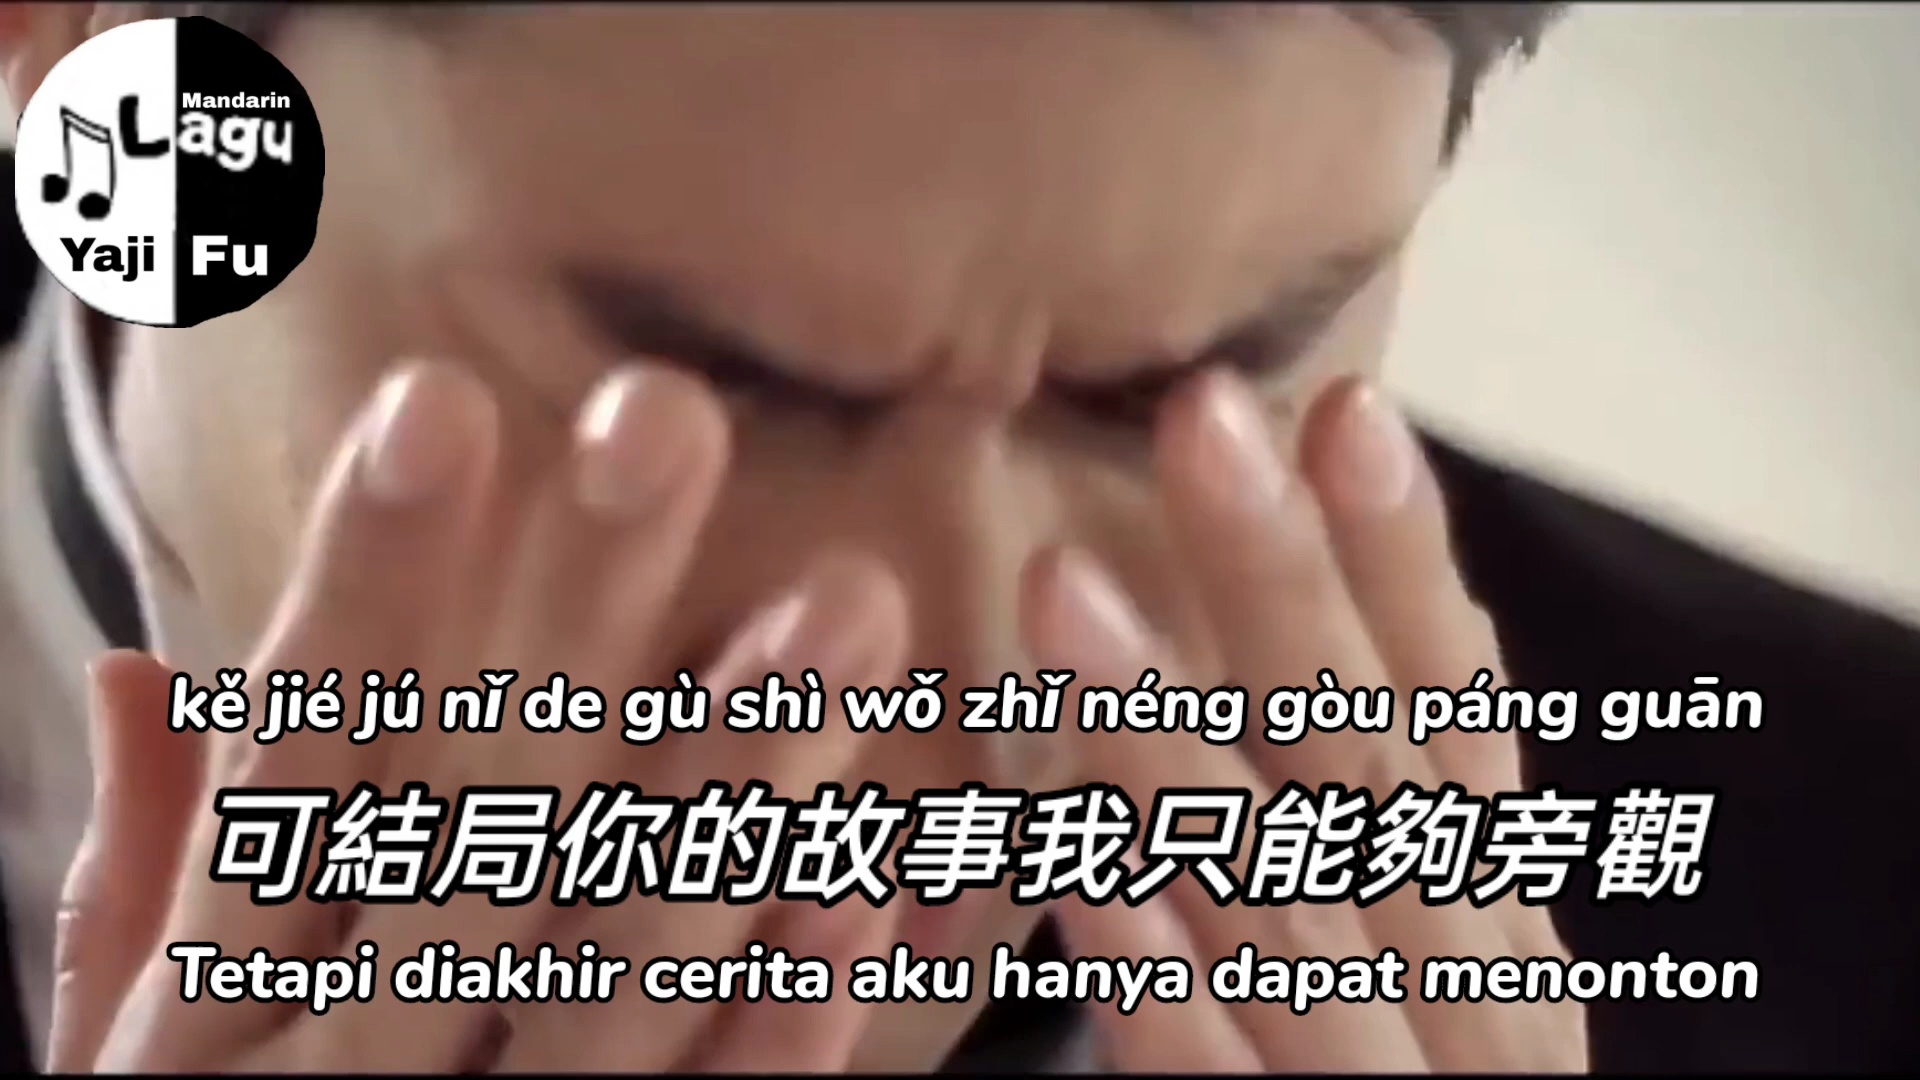 Mandarin
Lagu
Yaji Fu
kě jié jú nǐ de gù shì wǒ zhǐ néng gòu páng guān
可結局你的故事我只能夠旁觀
Tetapi diakhir cerita aku hanya dapat menonton